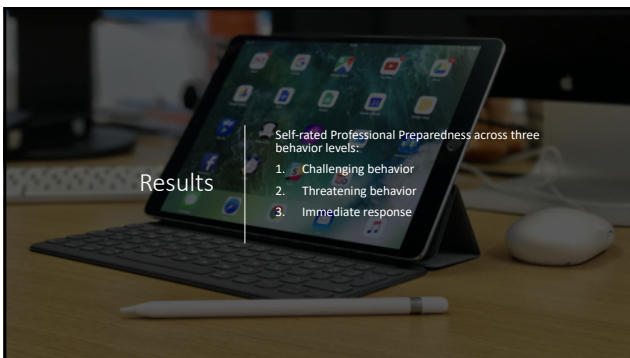 Results
Self-rated Professional Preparedness across three
behavior levels:
1. Challenging behavior
2. Threatening behavior
3. Immediate response